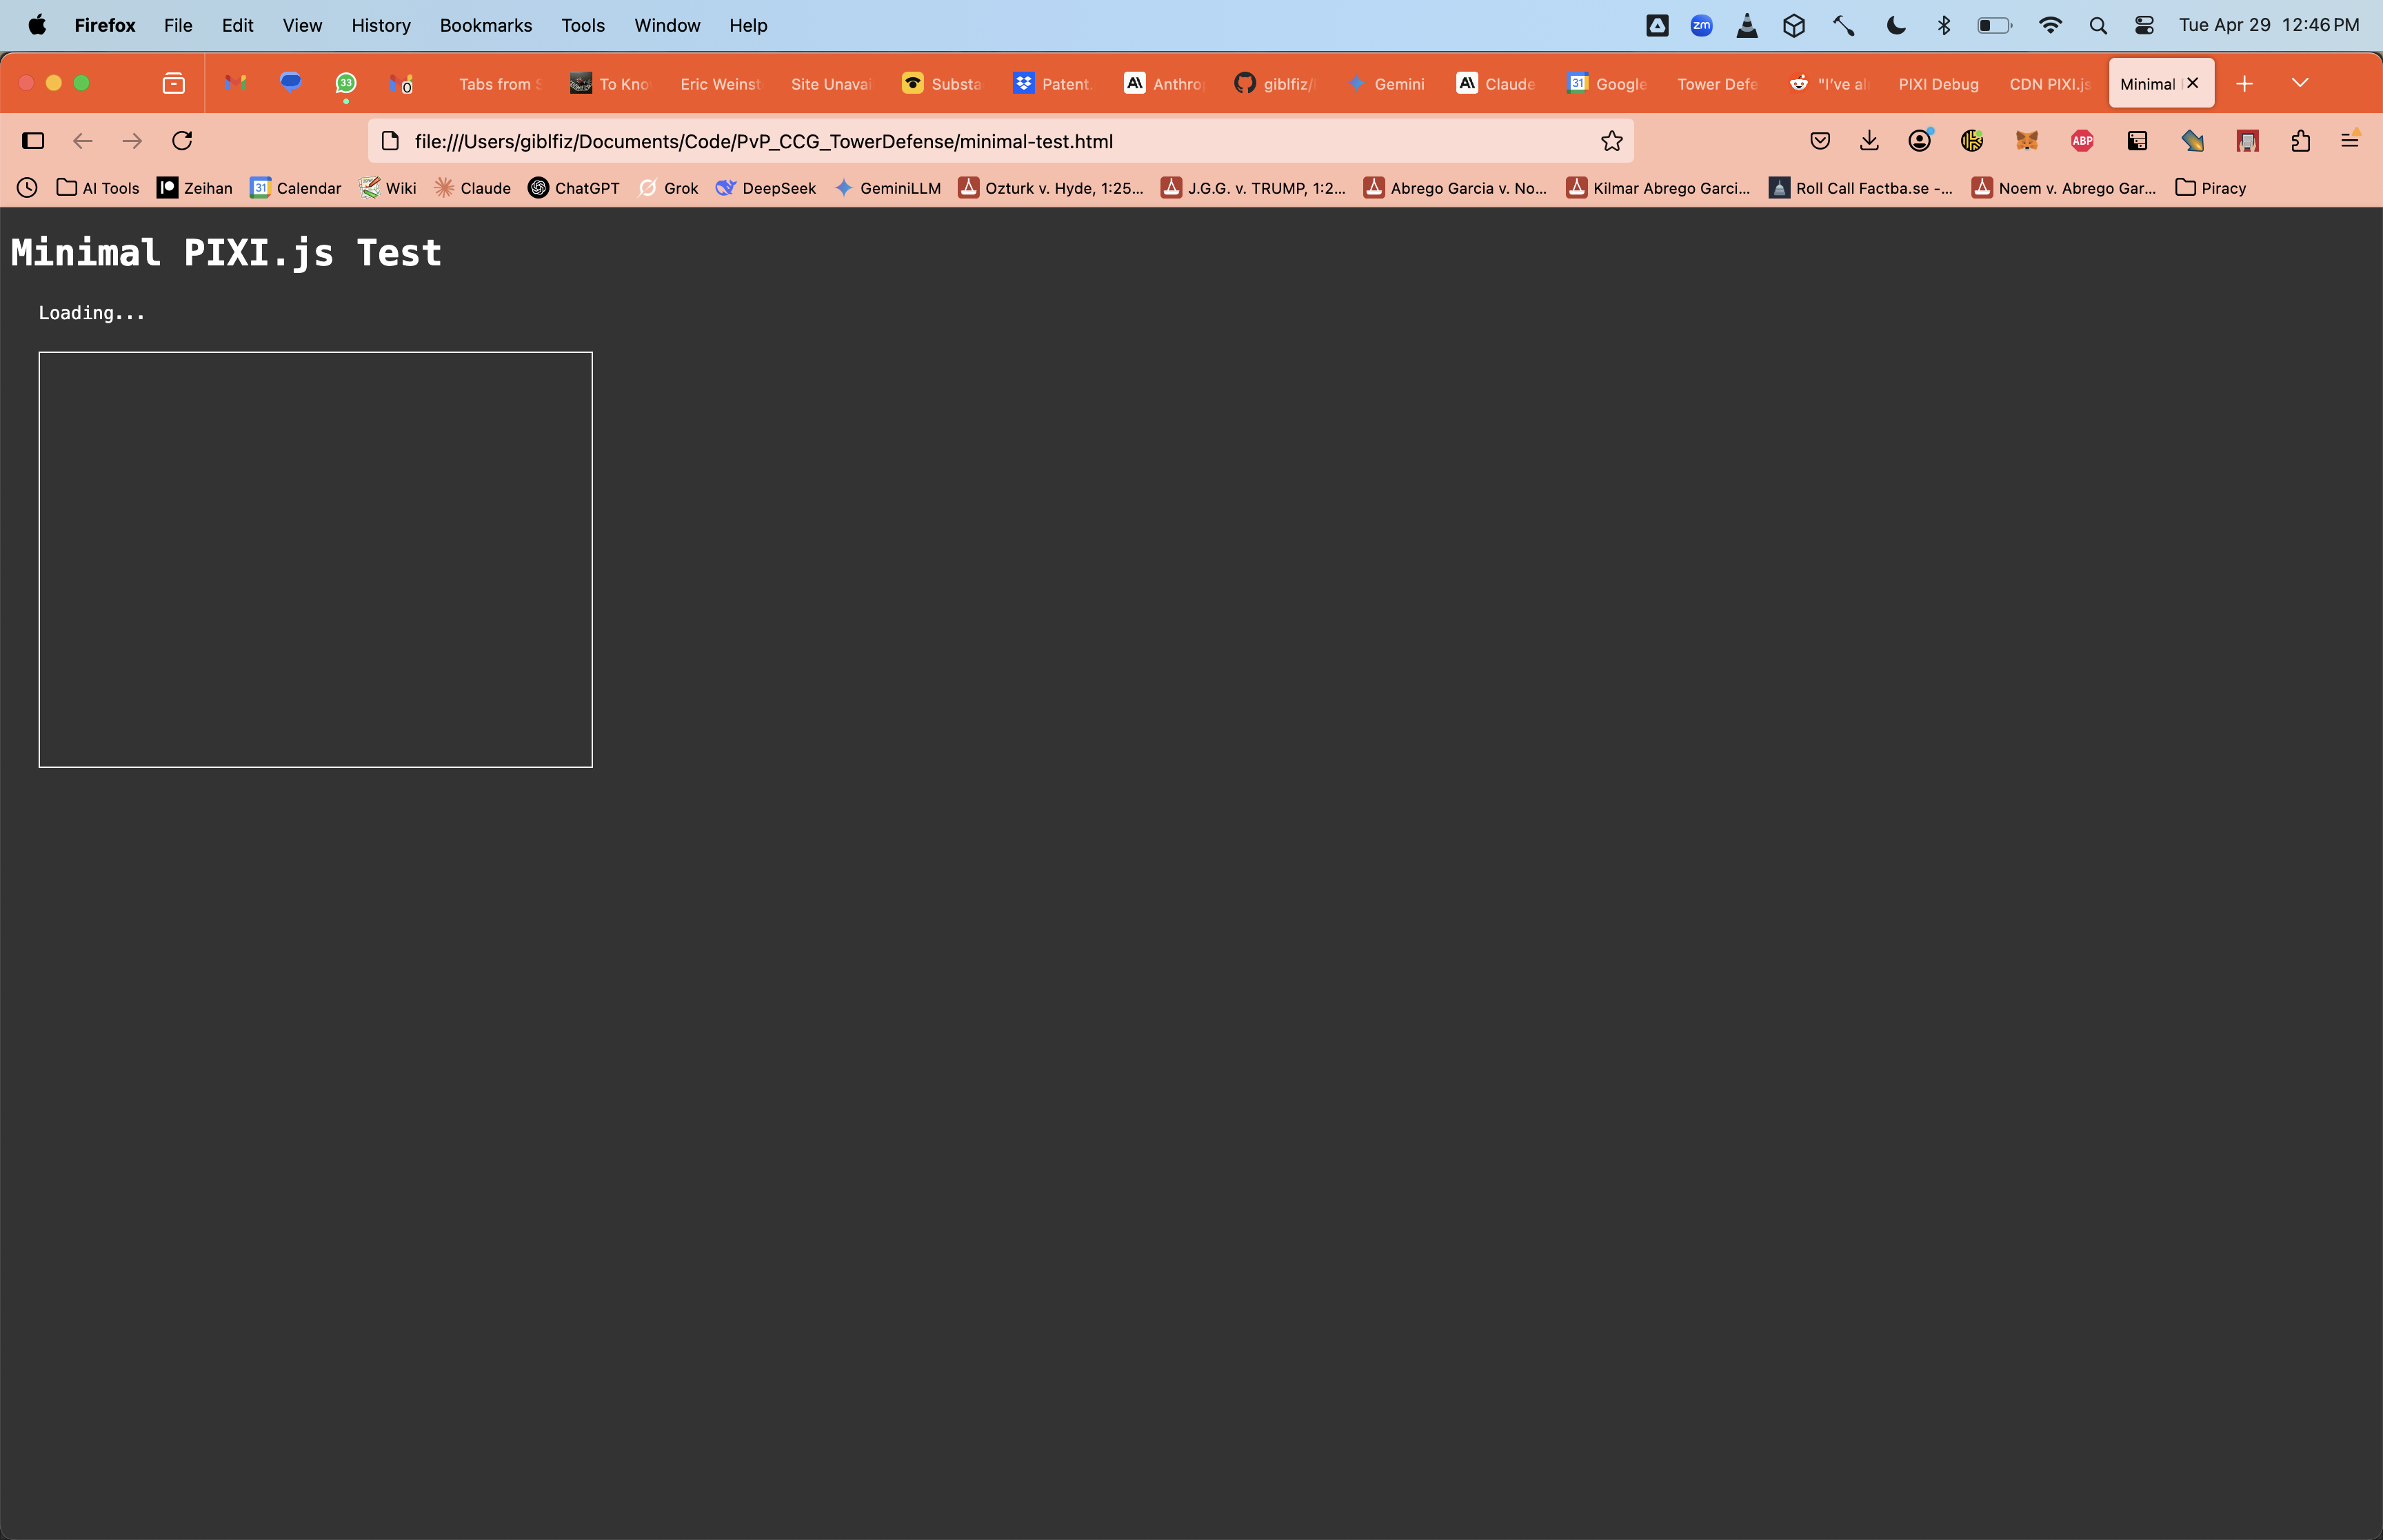 Firefox File Edit View History Bookmarks Tools Window Help zm Tue Apr 29 12:46 PM
33 0 Tabs from To Kno Eric Weinst Site Unavai Substa Patent. Anthro giblfiz/ Gemini Claude 31 Google Tower Defe "I've al PIXI Debug CDN PIXI.js Minimal
file:///Users/giblfiz/Documents/Code/PvP_CCG_TowerDefense/minimal-test.html ABP
AI Tools Zeihan 31 Calendar Wiki Claude ChatGPT Grok DeepSeek GeminiLLM Ozturk v. Hyde, 1:25... J.G.G. v. TRUMP, 1:2... Abrego Garcia v. No... Kilmar Abrego Garci... Roll Call Factba.se -... Noem v. Abrego Gar... Piracy
Minimal PIXI.js Test
Loading...